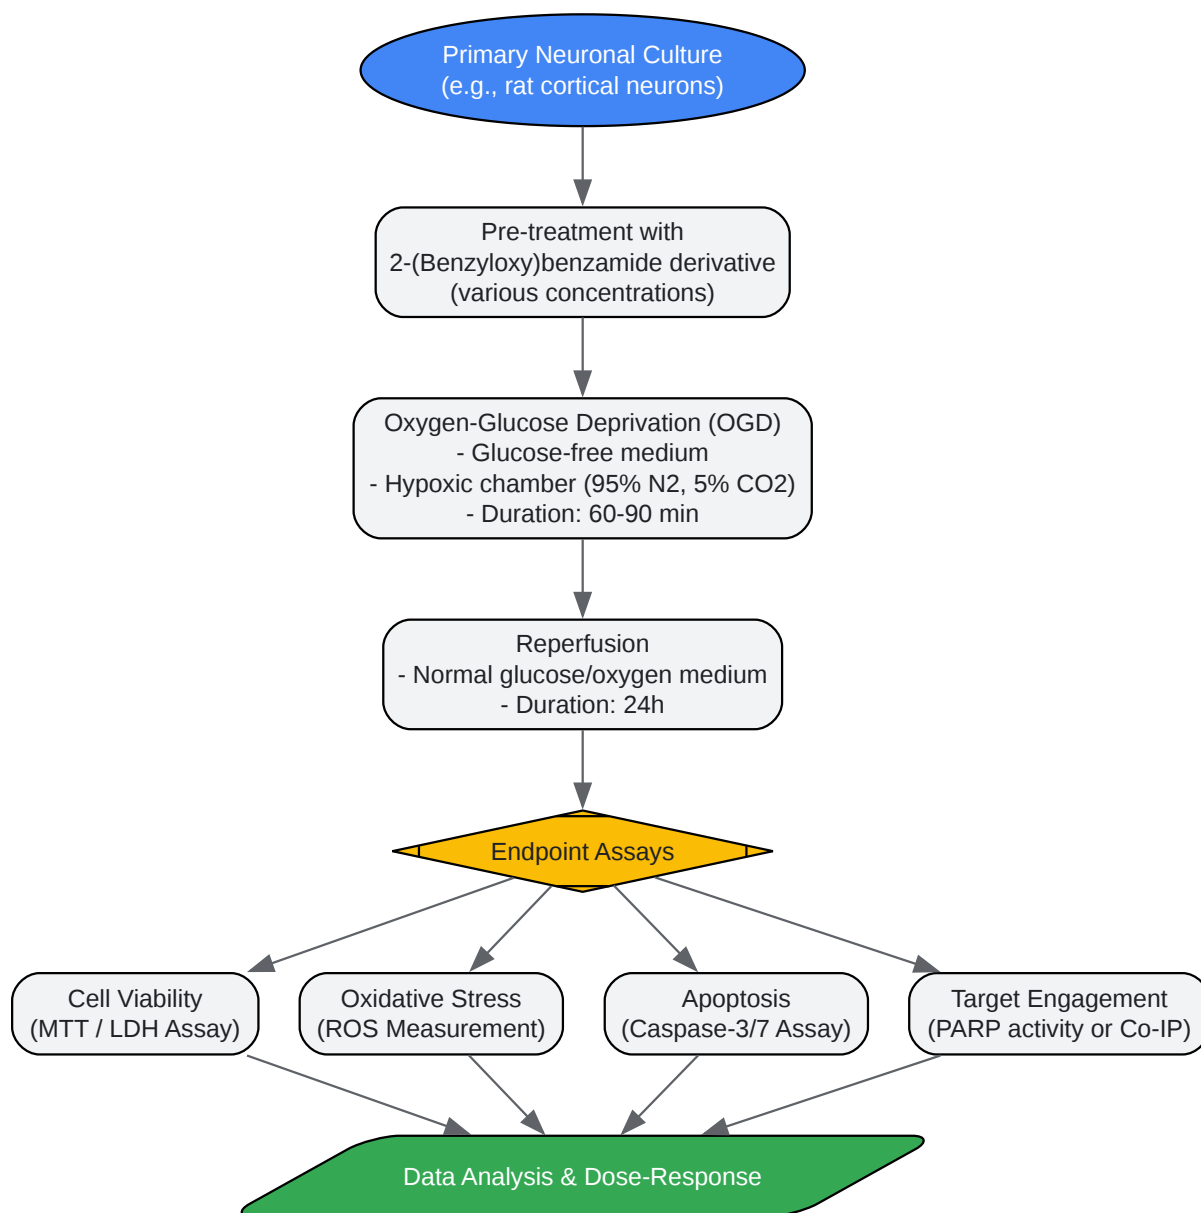 Primary Neuronal Culture
(e.g., rat cortical neurons)
Pre-treatment with
2-(Benzyloxy)benzamide derivative
(various concentrations)
Oxygen-Glucose Deprivation (OGD)
- Glucose-free medium
- Hypoxic chamber (95% N2, 5% CO2)
- Duration: 60-90 min
Reperfusion
- Normal glucose/oxygen medium
- Duration: 24h
Endpoint Assays
Cell Viability
(MTT / LDH Assay)
Oxidative Stress
(ROS Measurement)
Apoptosis
(Caspase-3/7 Assay)
Target Engagement
(PARP activity or Co-IP)
Data Analysis & Dose-Response